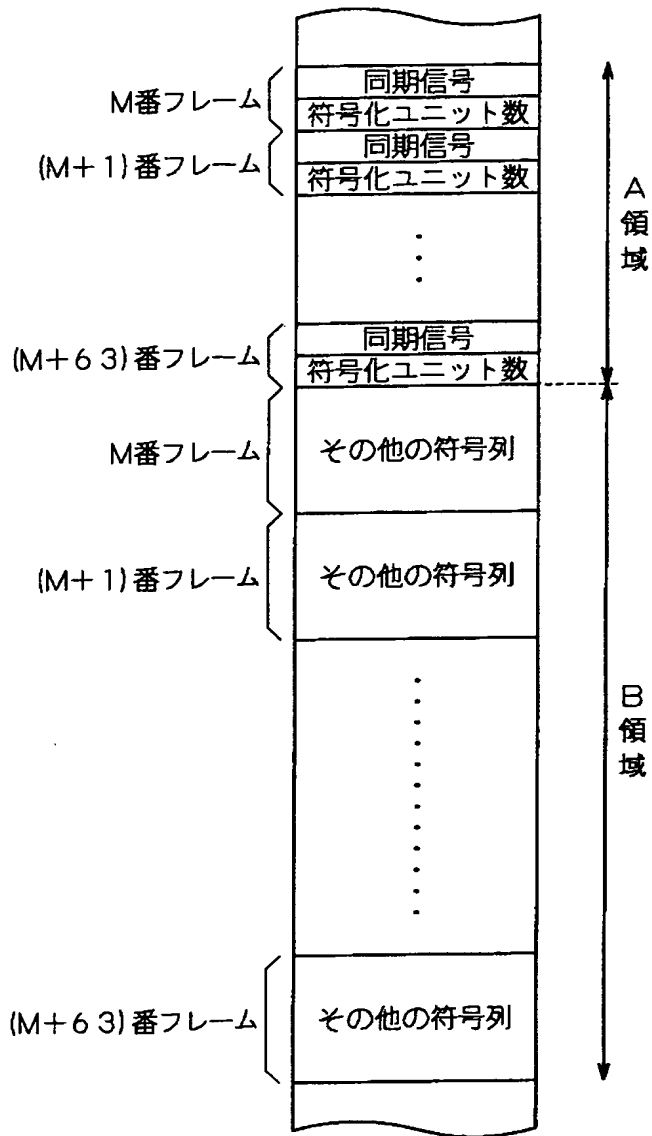 同期信号
M番フレーム
符号化ユニット数
同期信号
(M+1)番フレーム
符号化ユニット数
A領域
同期信号
(M+63)番フレーム
符号化ユニット数
M番フレーム
その他の符号列
(M+1)番フレーム
その他の符号列
B領域
(M+63)番フレーム
その他の符号列